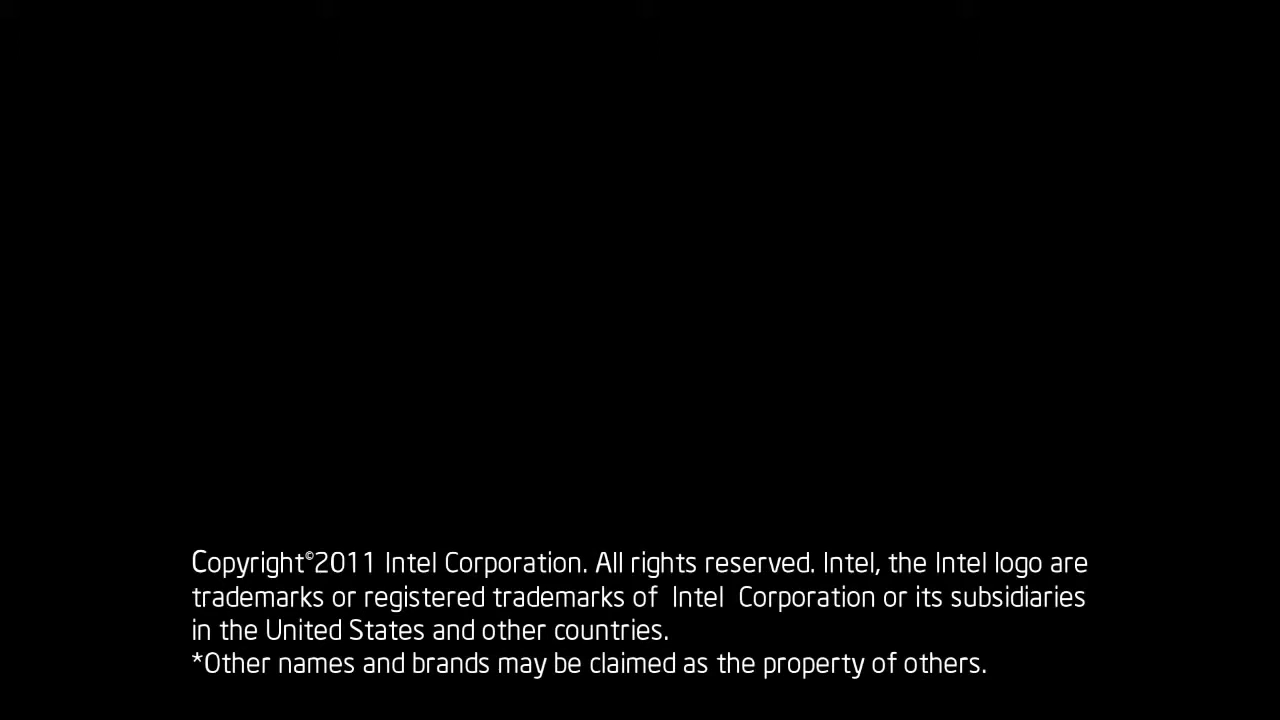 Copyright©2011 Intel Corporation. All rights reserved. Intel, the Intel logo are
trademarks or registered trademarks of  Intel  Corporation or its subsidiaries
in the United States and other countries.
*Other names and brands may be claimed as the property of others.